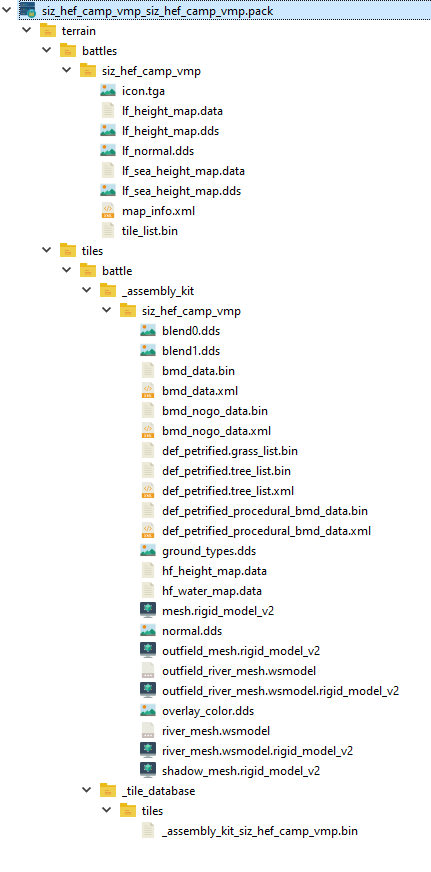 siz_hef_camp_vmp_siz_hef_camp_vmp.pack
terrain
battles
siz_hef_camp_vmp
icon.tga
lf_height_map.data
lf_height_map.dds
lf_normal.dds
lf_sea_height_map.data
lf_sea_height_map.dds
map_info.xml
tile_list.bin
tiles
battle
_assembly_kit
siz_hef_camp_vmp
blend0.dds
blend1.dds
bmd_data.bin
bmd_data.xml
bmd_nogo_data.bin
bmd_nogo_data.xml
def_petrified.grass_list.bin
def_petrified.tree_list.bin
def_petrified.tree_list.xml
def_petrified_procedural_bmd_data.bin
def_petrified_procedural_bmd_data.xml
ground_types.dds
hf_height_map.data
hf_water_map.data
mesh.rigid_model_v2
normal.dds
outfield_mesh.rigid_model_v2
outfield_river_mesh.wsmodel
outfield_river_mesh.wsmodel.rigid_model_v2
overlay_color.dds
river_mesh.wsmodel
river_mesh.wsmodel.rigid_model_v2
shadow_mesh.rigid_model_v2
_tile_database
tiles
_assembly_kit_siz_hef_camp_vmp.bin